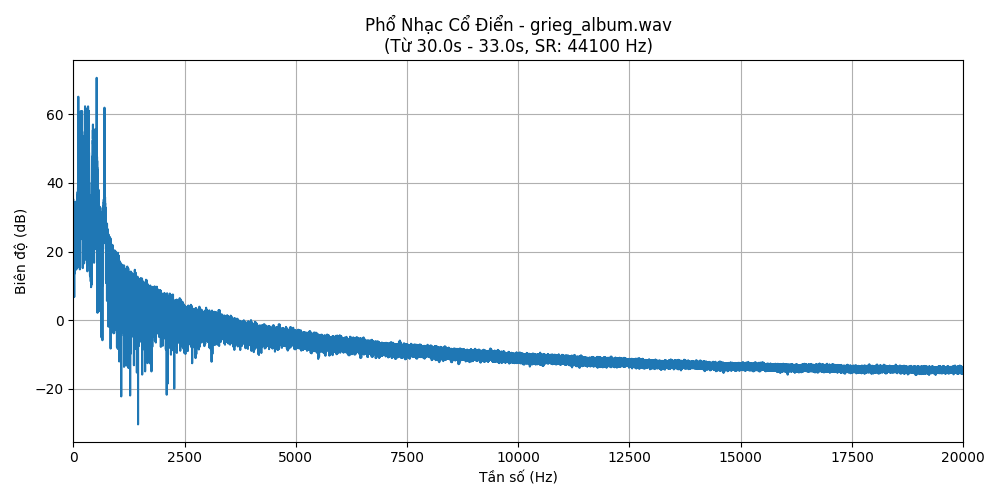 Phổ Nhạc Cổ Điển - grieg_album.wav
(Từ 30.0s - 33.0s, SR: 44100 Hz)
Biên độ (dB)
60
40
20
0
−20
0 2500 5000 7500 10000 12500 15000 17500 20000
Tần số (Hz)